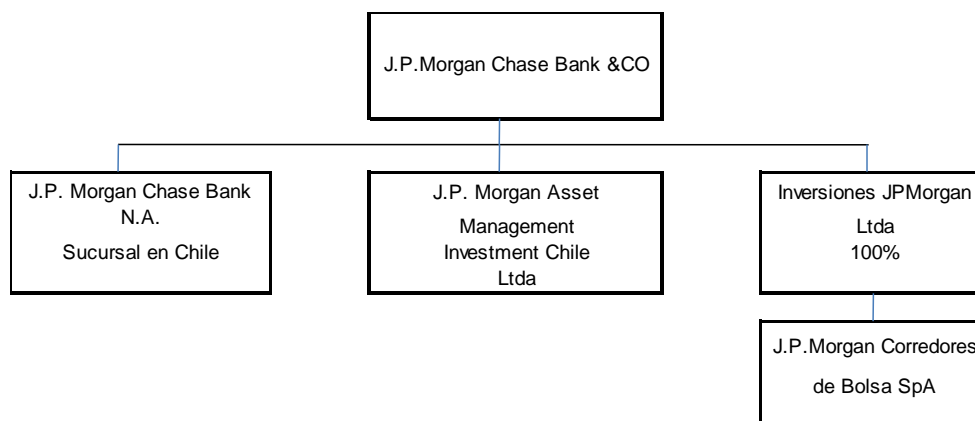 J.P.Morgan Chase Bank &CO
J.P. Morgan Chase Bank
N.A.
Sucursal en Chile
J.P. Morgan Asset
Management
Investment Chile
Ltda
Inversiones JPMorgan
Ltda
100%
J.P.Morgan Corredores
de Bolsa SpA